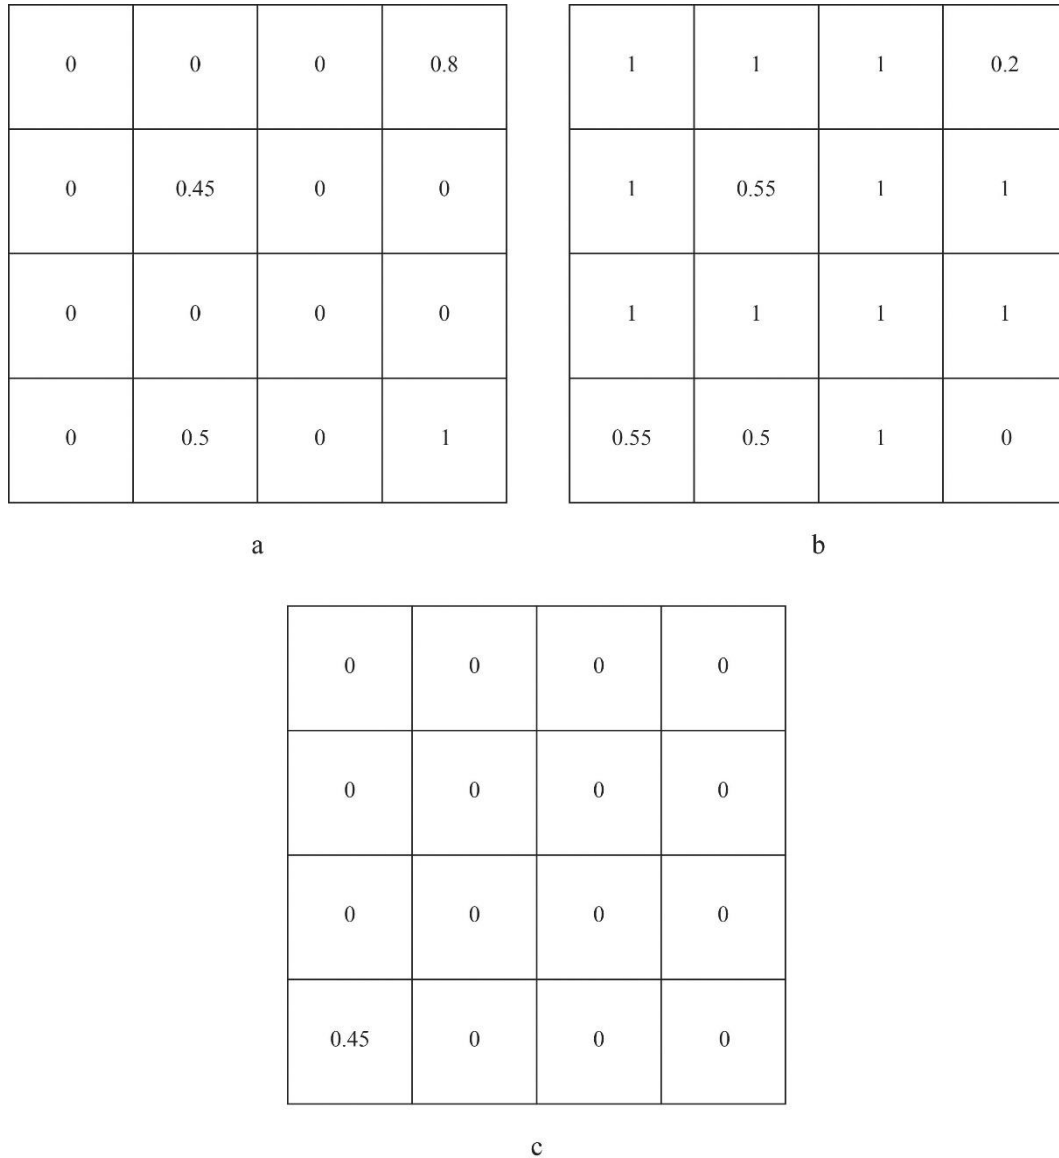 0 0 0 0.8 1 1 1 0.2
0 0.45 0 0 1 0.55 1 1
0 0 0 0 1 1 1 1
0 0.5 0 1 0.55 0.5 1 0
a b
0 0 0 0
0 0 0 0
0 0 0 0
0.45 0 0 0
c